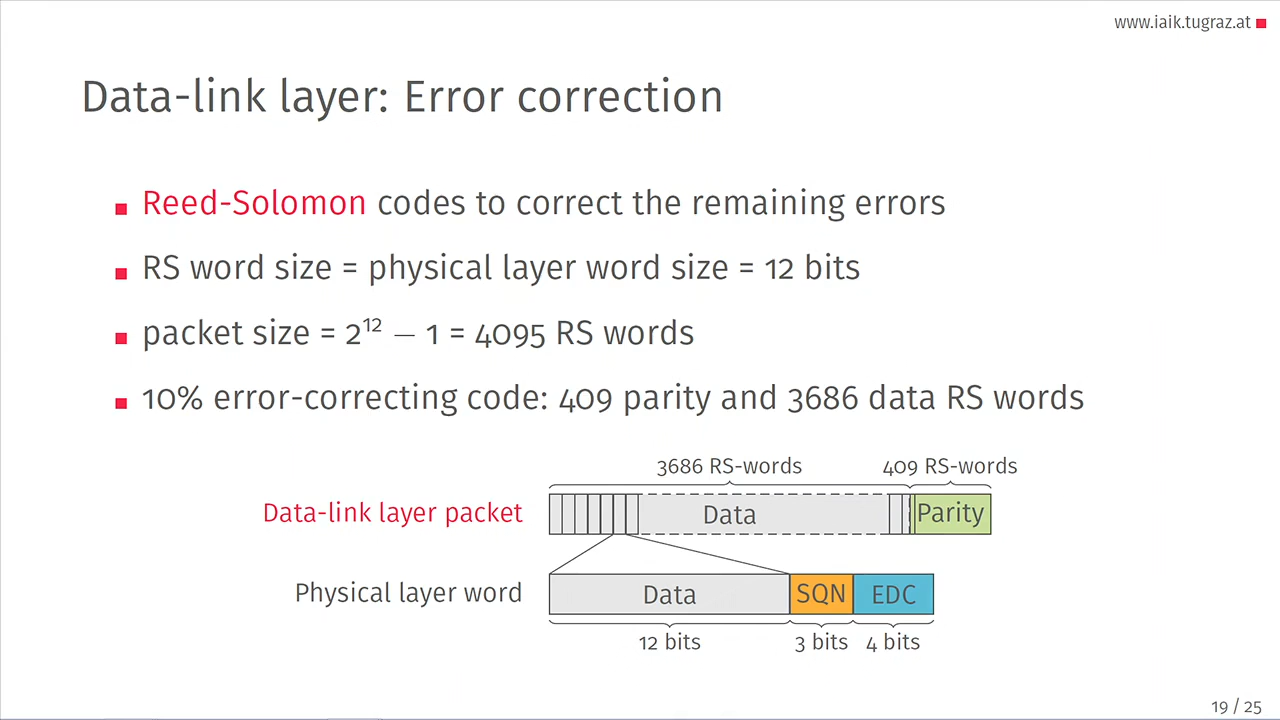 www.iaik.tugraz.at
Data-link layer: Error correction
Reed-Solomon codes to correct the remaining errors
RS word size = physical layer word size = 12 bits
packet size = 2¹² − 1 = 4095 RS words
10% error-correcting code: 409 parity and 3686 data RS words
3686 RS-words 409 RS-words
Data-link layer packet Data Parity
Physical layer word Data SQN EDC
12 bits 3 bits 4 bits
19 / 25